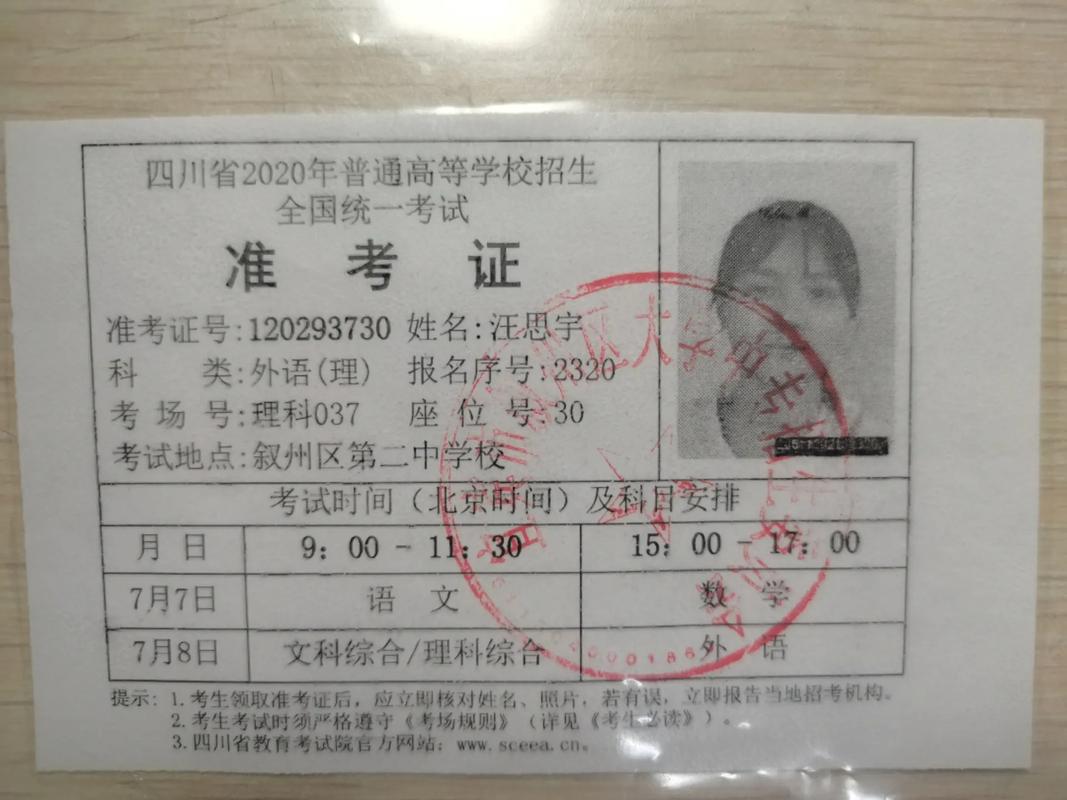 四川省2020年普通高等学校招生
全国统一考试
准 考 证
准考证号:120293730 姓名:汪思宇
科 类:外语(理) 报名序号:2320
考 场 号:理科037 座 位 号:30
考试地点:叙州区第二中学校
考试时间（北京时间）及科目安排
月 日 9：00 - 11：30 15：00 - 17：00
7月7日 语 文 数 学
7月8日 文科综合/理科综合 外 语
提示: 1.考生领取准考证后，应立即核对姓名、照片，若有误，立即报告当地招考机构。
2.考生考试时须严格遵守《考场规则》（详见《考生必读》）。
3.四川省教育考试院官方网站：www.sceea.cn。